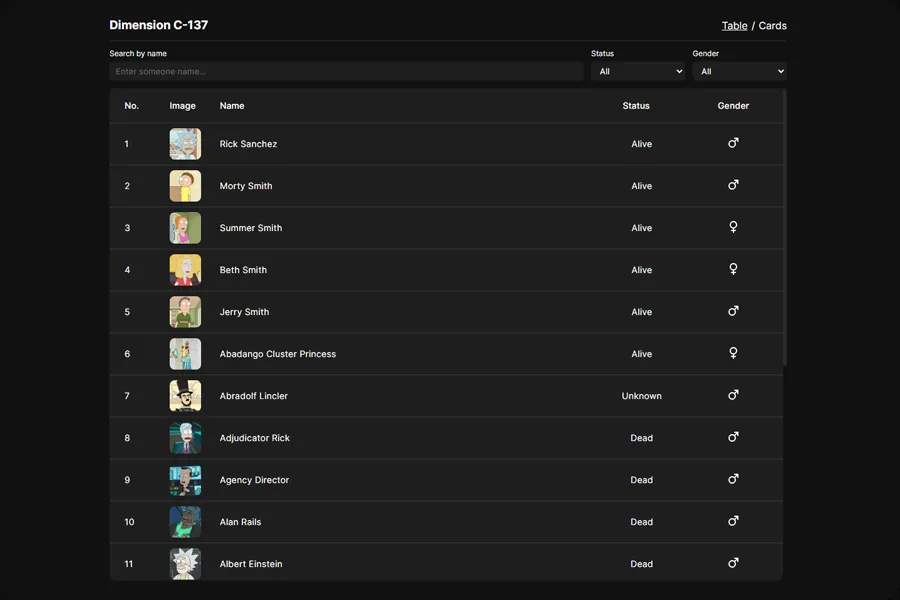 Dimension C-137
Table / Cards
Search by name
Status
Gender
Enter someone name...
All
All
No. Image Name Status Gender
1 Rick Sanchez Alive ♂
2 Morty Smith Alive ♂
3 Summer Smith Alive ♀
4 Beth Smith Alive ♀
5 Jerry Smith Alive ♂
6 Abadango Cluster Princess Alive ♀
7 Abradolf Lincler Unknown ♂
8 Adjudicator Rick Dead ♂
9 Agency Director Dead ♂
10 Alan Rails Dead ♂
11 Albert Einstein Dead ♂